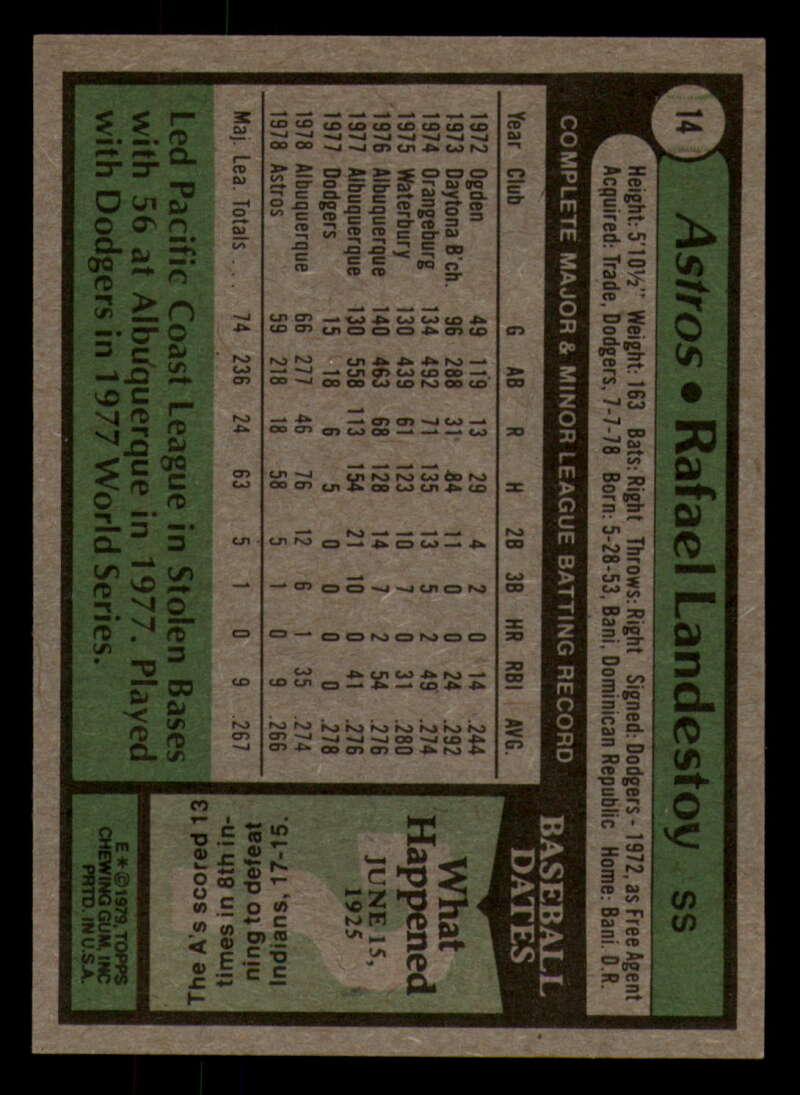 14
Astros • Rafael Landestoy SS
Height: 5'10½" Weight: 163 Bats: Right Throws: Right Signed: Dodgers - 1972, as Free Agent
Acquired: Trade, Dodgers, 7-7-78 Born: 5-28-53, Bani, Dominican Republic Home: Bani. D.R.
COMPLETE MAJOR & MINOR LEAGUE BATTING RECORD
Year Club G AB R H 2B 3B HR RBI AVG.
1972 Ogden 49 119 13 29 4 2 0 14 .244
1973 Daytona B'ch. 96 288 31 84 11 0 0 24 .292
1974 Orangeburg 134 492 71 135 13 5 2 49 .274
1975 Waterbury 130 439 61 123 10 7 0 31 .280
1976 Albuquerque 140 463 68 128 14 7 2 54 .276
1977 Albuquerque 130 558 113 154 21 10 0 41 .276
1977 Dodgers 15 18 6 5 0 0 0 0 .278
1978 Albuquerque 66 277 46 76 12 6 1 35 .274
1978 Astros 59 218 18 58 5 1 0 9 .266
Maj. Lea. Totals . . . 74 236 24 63 5 1 0 9 .267
Led Pacific Coast League in Stolen Bases
with 56 at Albuquerque in 1977. Played
with Dodgers in 1977 World Series.
BASEBALL
DATES
What
Happened
JUNE 15,
1925
The A's scored 13
times in 8th in-
ning to defeat
Indians, 17-15.
E*©1979, TOPPS
CHEWING GUM, INC
PRTD. IN U.S.A.